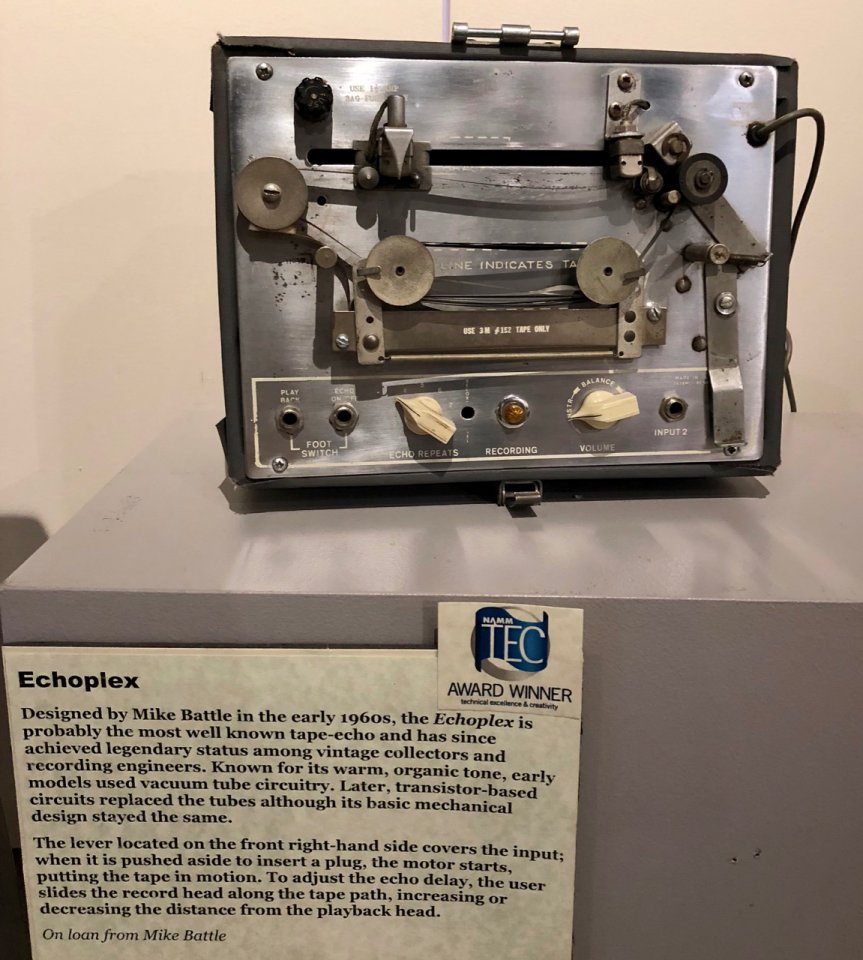 USE
LINE INDICATES TA
USE 3M #152 TAPE ONLY
PLAY
BACK
ECHO
FOOT
SWITCH
ECHO REPEATS
RECORDING
INSTR
BALANCE
VOLUME
INPUT 2
NAMM
TEC
AWARD WINNER
technical excellence & creativity
Echoplex
Designed by Mike Battle in the early 1960s, the Echoplex is
probably the most well known tape-echo and has since
achieved legendary status among vintage collectors and
recording engineers. Known for its warm, organic tone, early
models used vacuum tube circuitry. Later, transistor-based
circuits replaced the tubes although its basic mechanical
design stayed the same.
The lever located on the front right-hand side covers the input;
when it is pushed aside to insert a plug, the motor starts,
putting the tape in motion. To adjust the echo delay, the user
slides the record head along the tape path, increasing or
decreasing the distance from the playback head.
On loan from Mike Battle